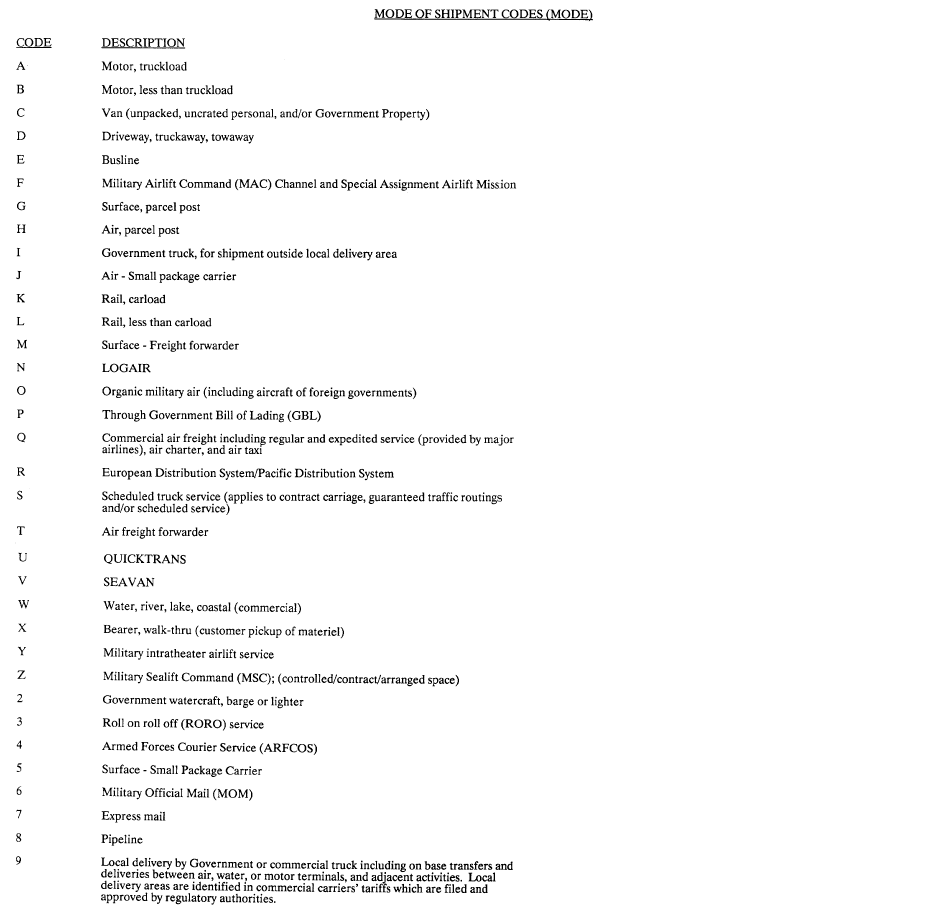 MODE OF SHIPMENT CODES (MODE)
CODE DESCRIPTION
A Motor, truckload
B Motor, less than truckload
C Van (unpacked, uncrated personal, and/or Government Property)
D Driveway, truckaway, towaway
E Busline
F Military Airlift Command (MAC) Channel and Special Assignment Airlift Mission
G Surface, parcel post
H Air, parcel post
I Government truck, for shipment outside local delivery area
J Air - Small package carrier
K Rail, carload
L Rail, less than carload
M Surface - Freight forwarder
N LOGAIR
O Organic military air (including aircraft of foreign governments)
P Through Government Bill of Lading (GBL)
Q Commercial air freight including regular and expedited service (provided by major
airlines), air charter, and air taxi
R European Distribution System/Pacific Distribution System
S Scheduled truck service (applies to contract carriage, guaranteed traffic routings
and/or scheduled service)
T Air freight forwarder
U QUICKTRANS
V SEAVAN
W Water, river, lake, coastal (commercial)
X Bearer, walk-thru (customer pickup of materiel)
Y Military intratheater airlift service
Z Military Sealift Command (MSC); (controlled/contract/arranged space)
2 Government watercraft, barge or lighter
3 Roll on roll off (RORO) service
4 Armed Forces Courier Service (ARFCOS)
5 Surface - Small Package Carrier
6 Military Official Mail (MOM)
7 Express mail
8 Pipeline
9 Local delivery by Government or commercial truck including on base transfers and
deliveries between air, water, or motor terminals, and adjacent activities. Local
delivery areas are identified in commercial carriers' tariffs which are filed and
approved by regulatory authorities.